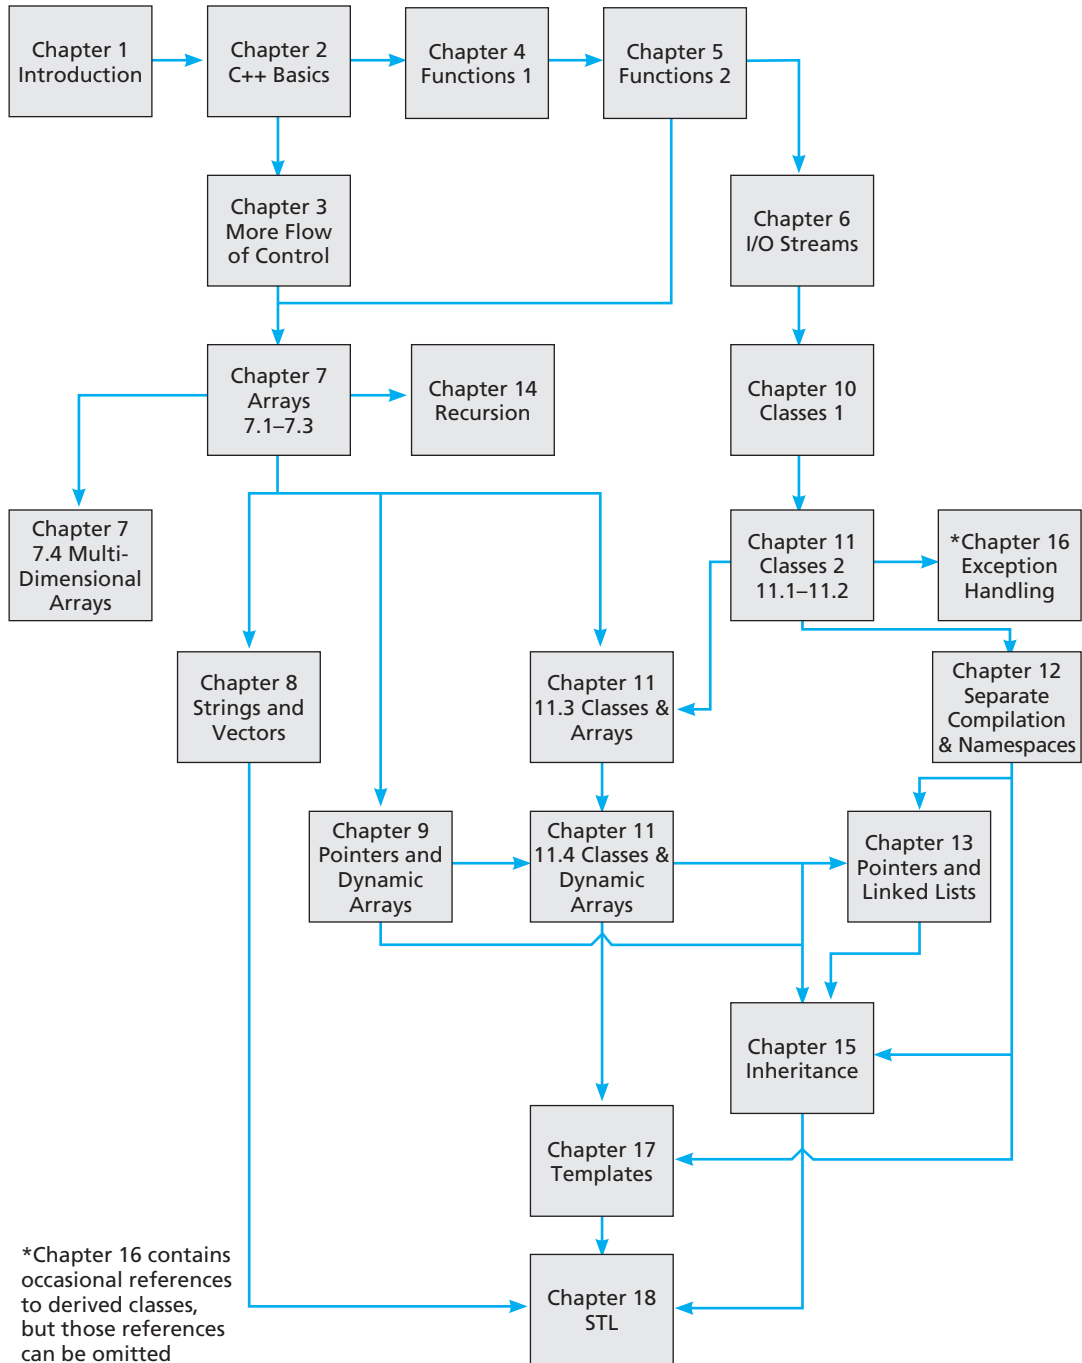 Chapter 1
Introduction
Chapter 2
C++ Basics
Chapter 4
Functions 1
Chapter 5
Functions 2
Chapter 3
More Flow
of Control
Chapter 6
I/O Streams
Chapter 7
Arrays
7.1–7.3
Chapter 14
Recursion
Chapter 10
Classes 1
Chapter 7
7.4 Multi-
Dimensional
Arrays
Chapter 11
Classes 2
11.1–11.2
*Chapter 16
Exception
Handling
Chapter 8
Strings and
Vectors
Chapter 11
11.3 Classes &
Arrays
Chapter 12
Separate
Compilation
& Namespaces
Chapter 9
Pointers and
Dynamic
Arrays
Chapter 11
11.4 Classes &
Dynamic
Arrays
Chapter 13
Pointers and
Linked Lists
Chapter 15
Inheritance
Chapter 17
Templates
Chapter 18
STL
*Chapter 16 contains
occasional references
to derived classes,
but those references
can be omitted